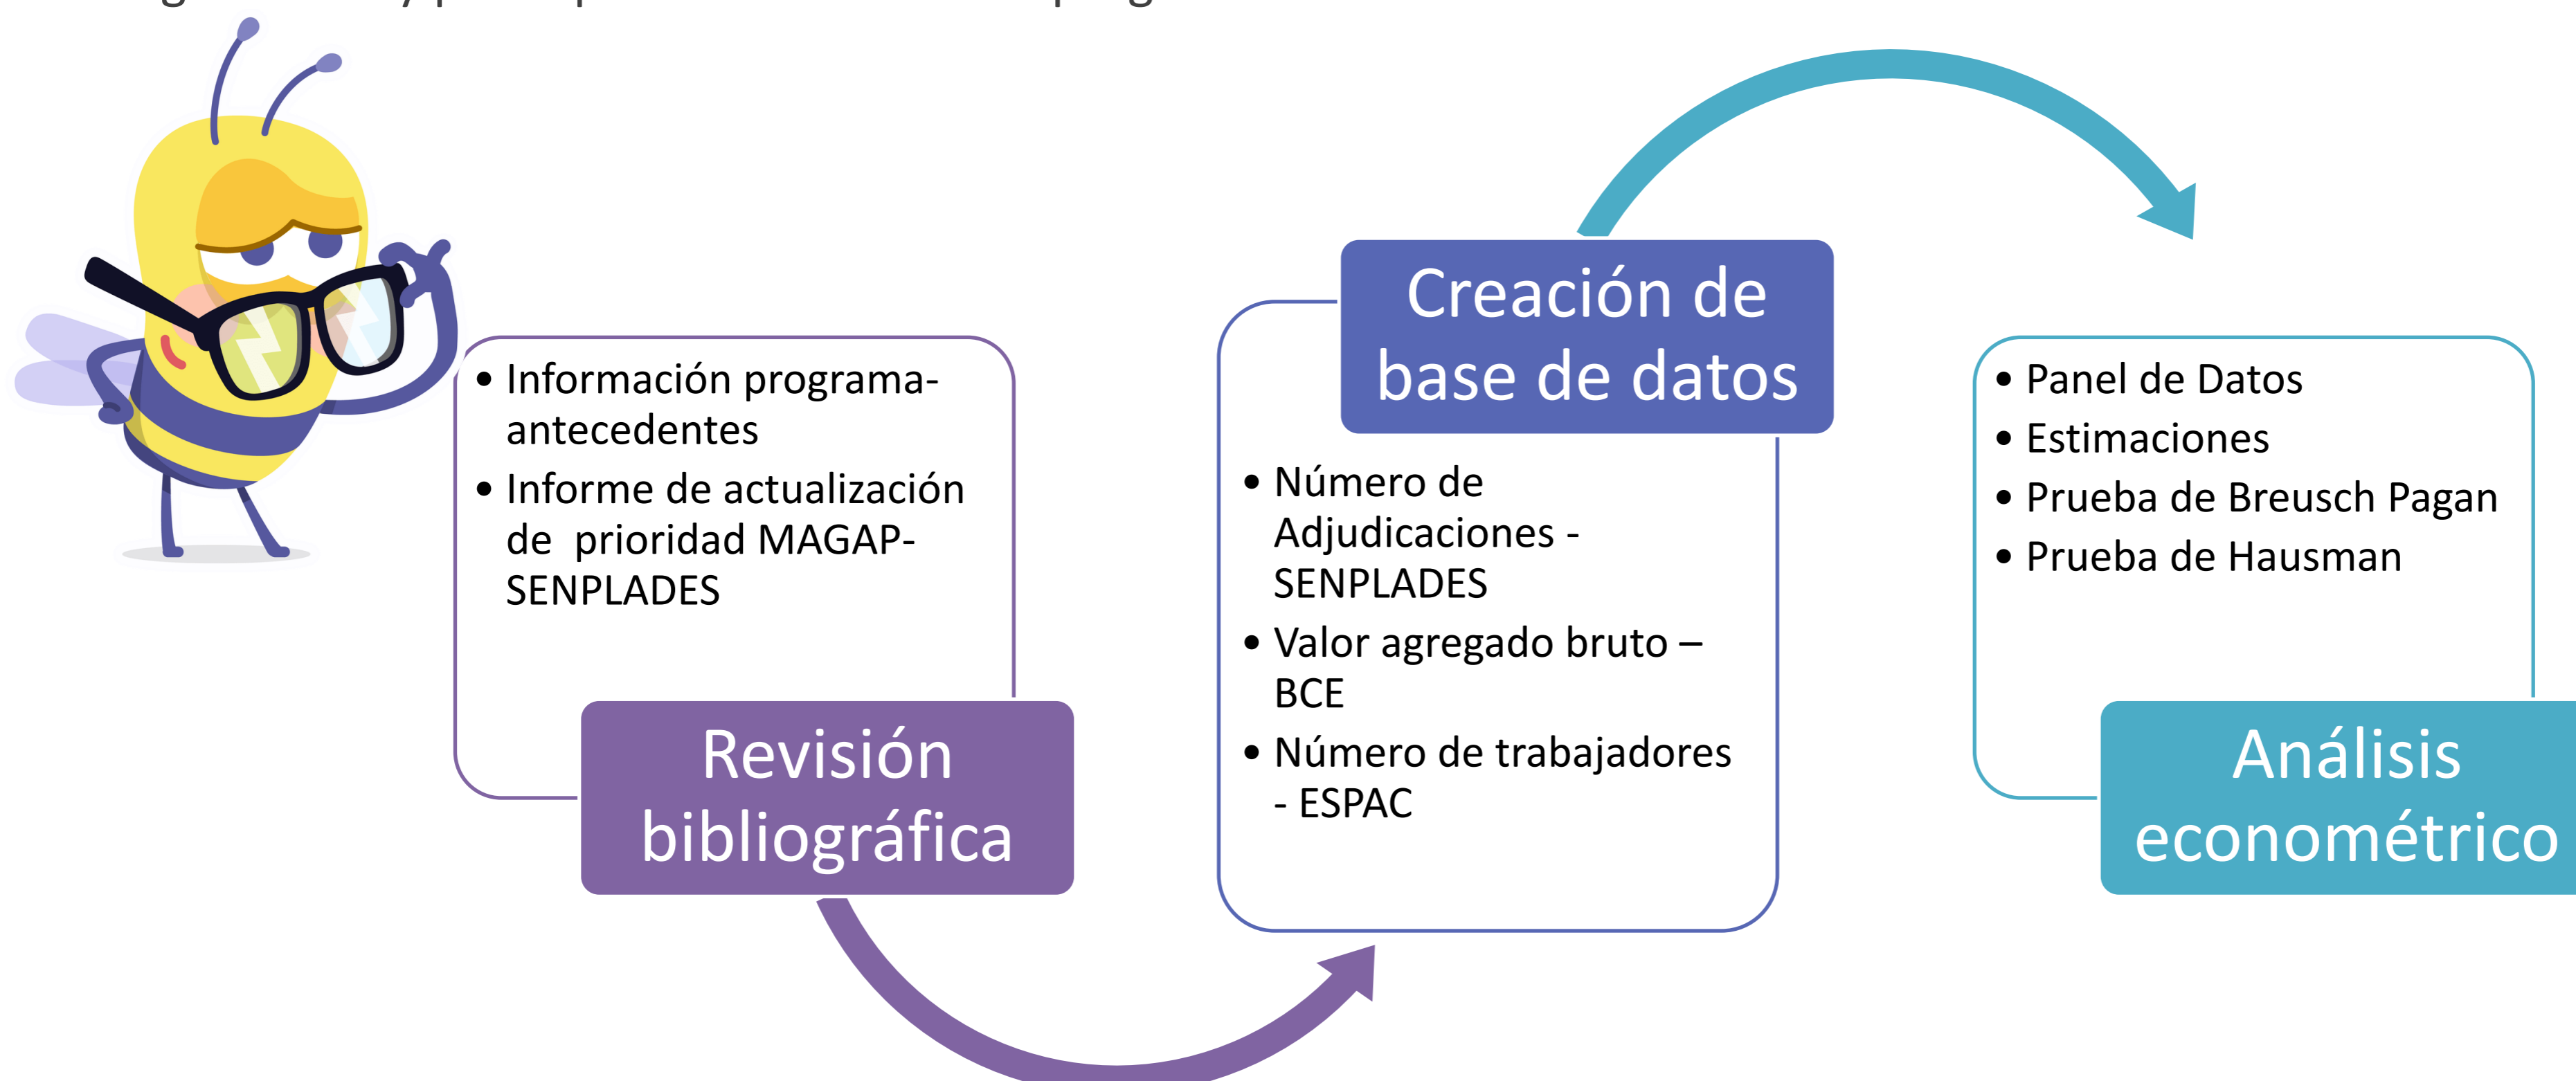 • Información programa-
antecedentes
• Informe de actualización
de prioridad MAGAP-
SENPLADES
Revisión
bibliográfica
Creación de
base de datos
• Número de
Adjudicaciones -
SENPLADES
• Valor agregado bruto –
BCE
• Número de trabajadores
- ESPAC
• Panel de Datos
• Estimaciones
• Prueba de Breusch Pagan
• Prueba de Hausman
Análisis
econométrico